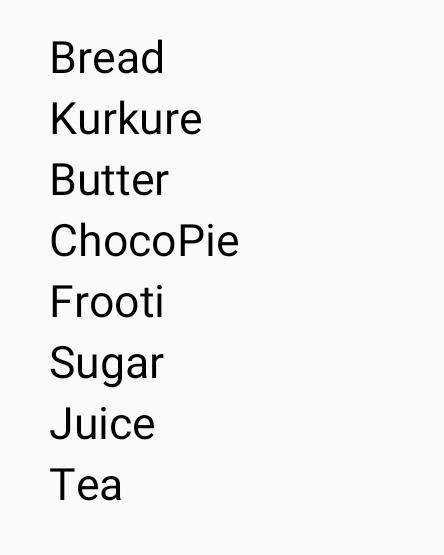 Bread
Kurkure
Butter
ChocoPie
Frooti
Sugar
Juice
Tea